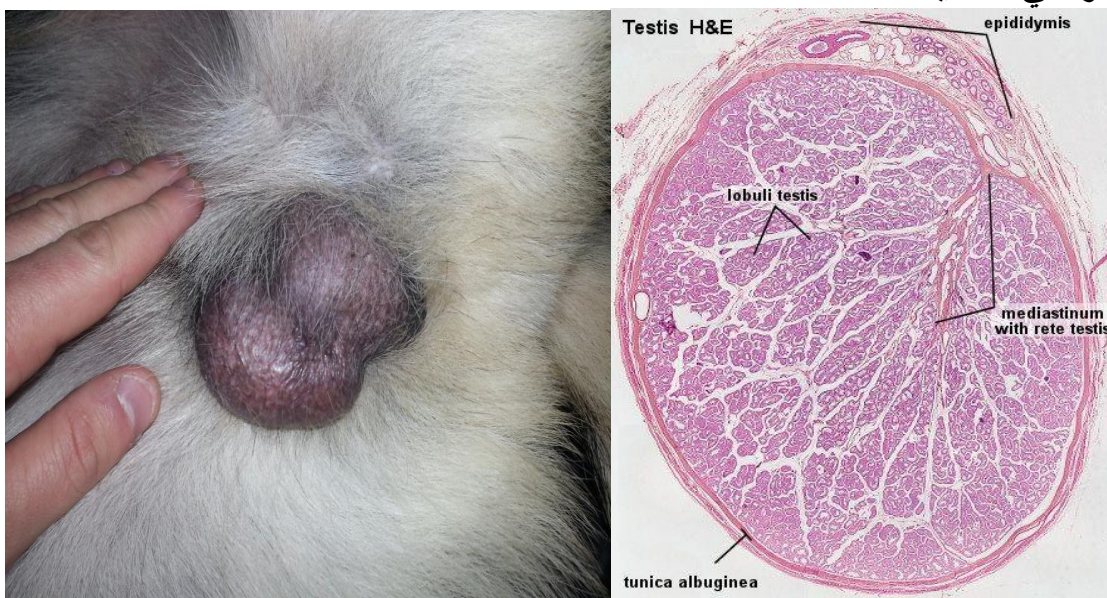 Testis H&E
epididymis
lobuli testis
mediastinum
with rete testis
tunica albuginea